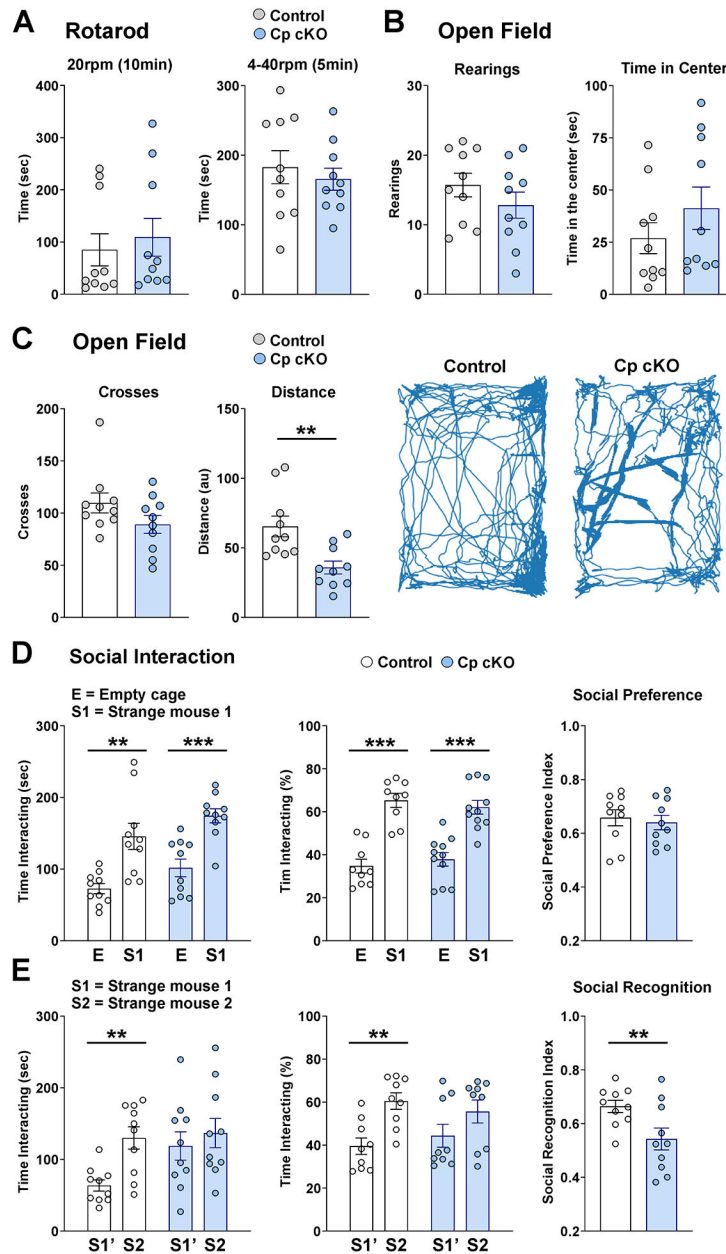 A Rotarod
Control
Cp cKO
20rpm (10min)
4-40rpm (5min)
Time (sec)
400
300
200
100
0
Time (sec)
300
200
100
0
B Open Field
Rearings
Time in Center
Rearings
30
20
10
0
Time in the center (sec)
100
75
50
25
0
C Open Field
Control
Cp cKO
Crosses
Distance
Crosses
200
150
100
50
0
Distance (au)
150
100
50
0
**
Control
Cp cKO
D Social Interaction
Control
Cp cKO
E = Empty cage
S1 = Strange mouse 1
Time Interacting (sec)
300
200
100
0
**
***
E S1 E S1
Tim Interacting (%)
100
80
60
40
20
0
***
***
E S1 E S1
Social Preference
Social Preference Index
1.0
0.8
0.6
0.4
0.2
E
S1 = Strange mouse 1
S2 = Strange mouse 2
Time Interacting (sec)
300
200
100
0
**
S1’ S2 S1’ S2
Time Interacting (%)
100
80
60
40
20
0
**
S1’ S2 S1’ S2
Social Recognition
Social Recognition Index
1.0
0.8
0.6
0.4
0.2
**